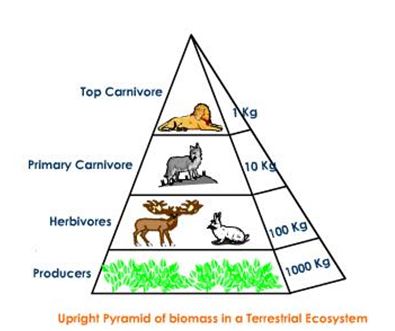 Top Carnivore
1 Kg
Primary Carnivore
10 Kg
Herbivores
100 Kg
Producers
1000 Kg
Upright Pyramid of biomass in a Terrestrial Ecosystem